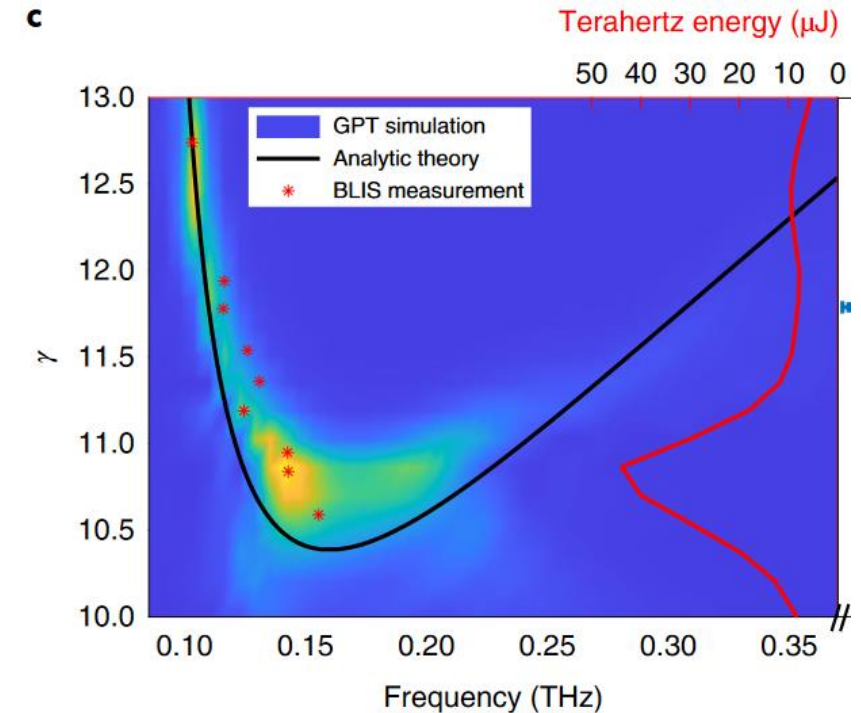 c
Terahertz energy (μJ)
50 40 30 20 10 0
13.0
12.5
12.0
11.5
11.0
10.5
10.0
γ
GPT simulation
Analytic theory
BLIS measurement
0.10 0.15 0.20 0.25 0.30 0.35
Frequency (THz)